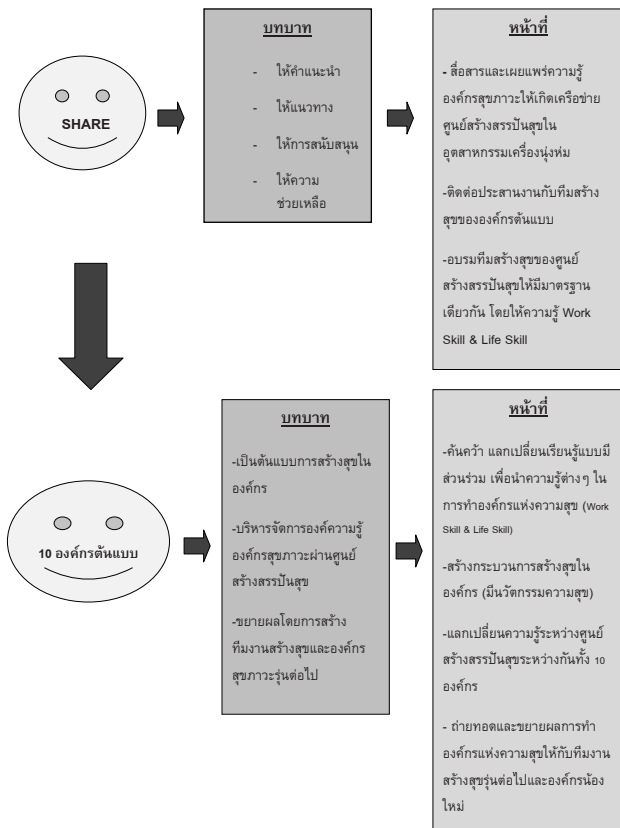 SHARE
บทบาท
- ให้คำแนะนำ
- ให้แนวทาง
- ให้การสนับสนุน
- ให้ความ
ช่วยเหลือ
หน้าที่
- สื่อสารและเผยแพร่ความรู้
องค์กรสุขภาวะให้เกิดเครือข่าย
ศูนย์สร้างสรรปันสุขใน
อุตสาหกรรมเครื่องนุ่งห่ม
-ติดต่อประสานงานกับทีมสร้าง
สุขขององค์กรต้นแบบ
-อบรมทีมสร้างสุขของศูนย์
สร้างสรรปันสุขให้มีมาตรฐาน
เดียวกัน โดยให้ความรู้ Work
Skill & Life Skill
10 องค์กรต้นแบบ
บทบาท
-เป็นต้นแบบการสร้างสุขใน
องค์กร
-บริหารจัดการองค์ความรู้
องค์กรสุขภาวะผ่านศูนย์
สร้างสรรปันสุข
-ขยายผลโดยการสร้าง
ทีมงานสร้างสุขและองค์กร
สุขภาวะรุ่นต่อไป
หน้าที่
-ค้นคว้า แลกเปลี่ยนเรียนรู้แบบมี
ส่วนร่วม เพื่อนำความรู้ต่างๆ ใน
การทำองค์กรแห่งความสุข (Work
Skill & Life Skill)
-สร้างกระบวนการสร้างสุขใน
องค์กร (มีนวัตกรรมความสุข)
-แลกเปลี่ยนความรู้ระหว่างศูนย์
สร้างสรรปันสุขระหว่างกันทั้ง 10
องค์กร
- ถ่ายทอดและขยายผลการทำ
องค์กรแห่งความสุขให้กับทีมงาน
สร้างสุขรุ่นต่อไปและองค์กรน้อง
ใหม่